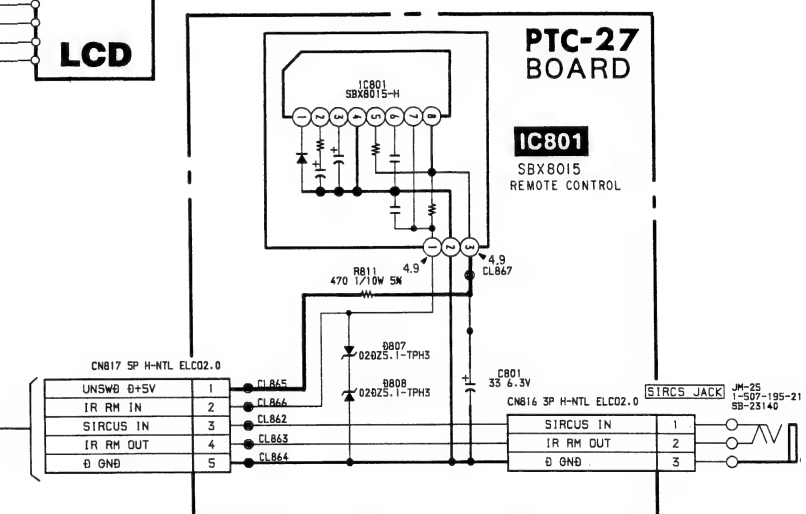 LCD
PTC-27
BOARD
IC801
SBX8015-H
1 2 3 4 5 6 7 8
IC801
SBX8015
REMOTE CONTROL
1 2 3
4.9
4.9
CL867
R811
470 1/10W 5%
D807
02DZ5.1-TPH3
D808
02DZ5.1-TPH3
C801
33 6.3V
CN817 5P H-NTL ELCO2.0
UNSWD D+5V 1 CL865
IR RM IN 2 CL866
SIRCUS IN 3 CL862
IR RM OUT 4 CL863
D GND 5 CL864
CN816 3P H-NTL ELCO2.0
SIRCUS IN 1
IR RM OUT 2
D GND 3
SIRCS JACK
JM-25
1-507-195-21
SB-23140